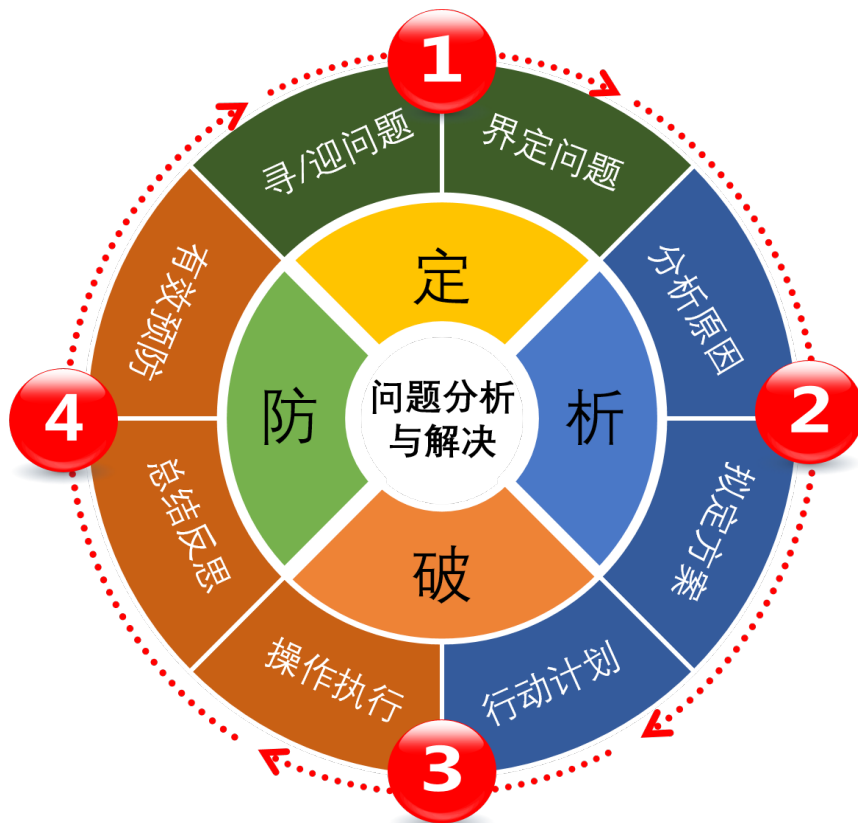 1
寻/迎问题
界定问题
定
有效预防
分析原因
防
问题分析
与解决
析
4
2
总结反思
拟定方案
破
操作执行
行动计划
3